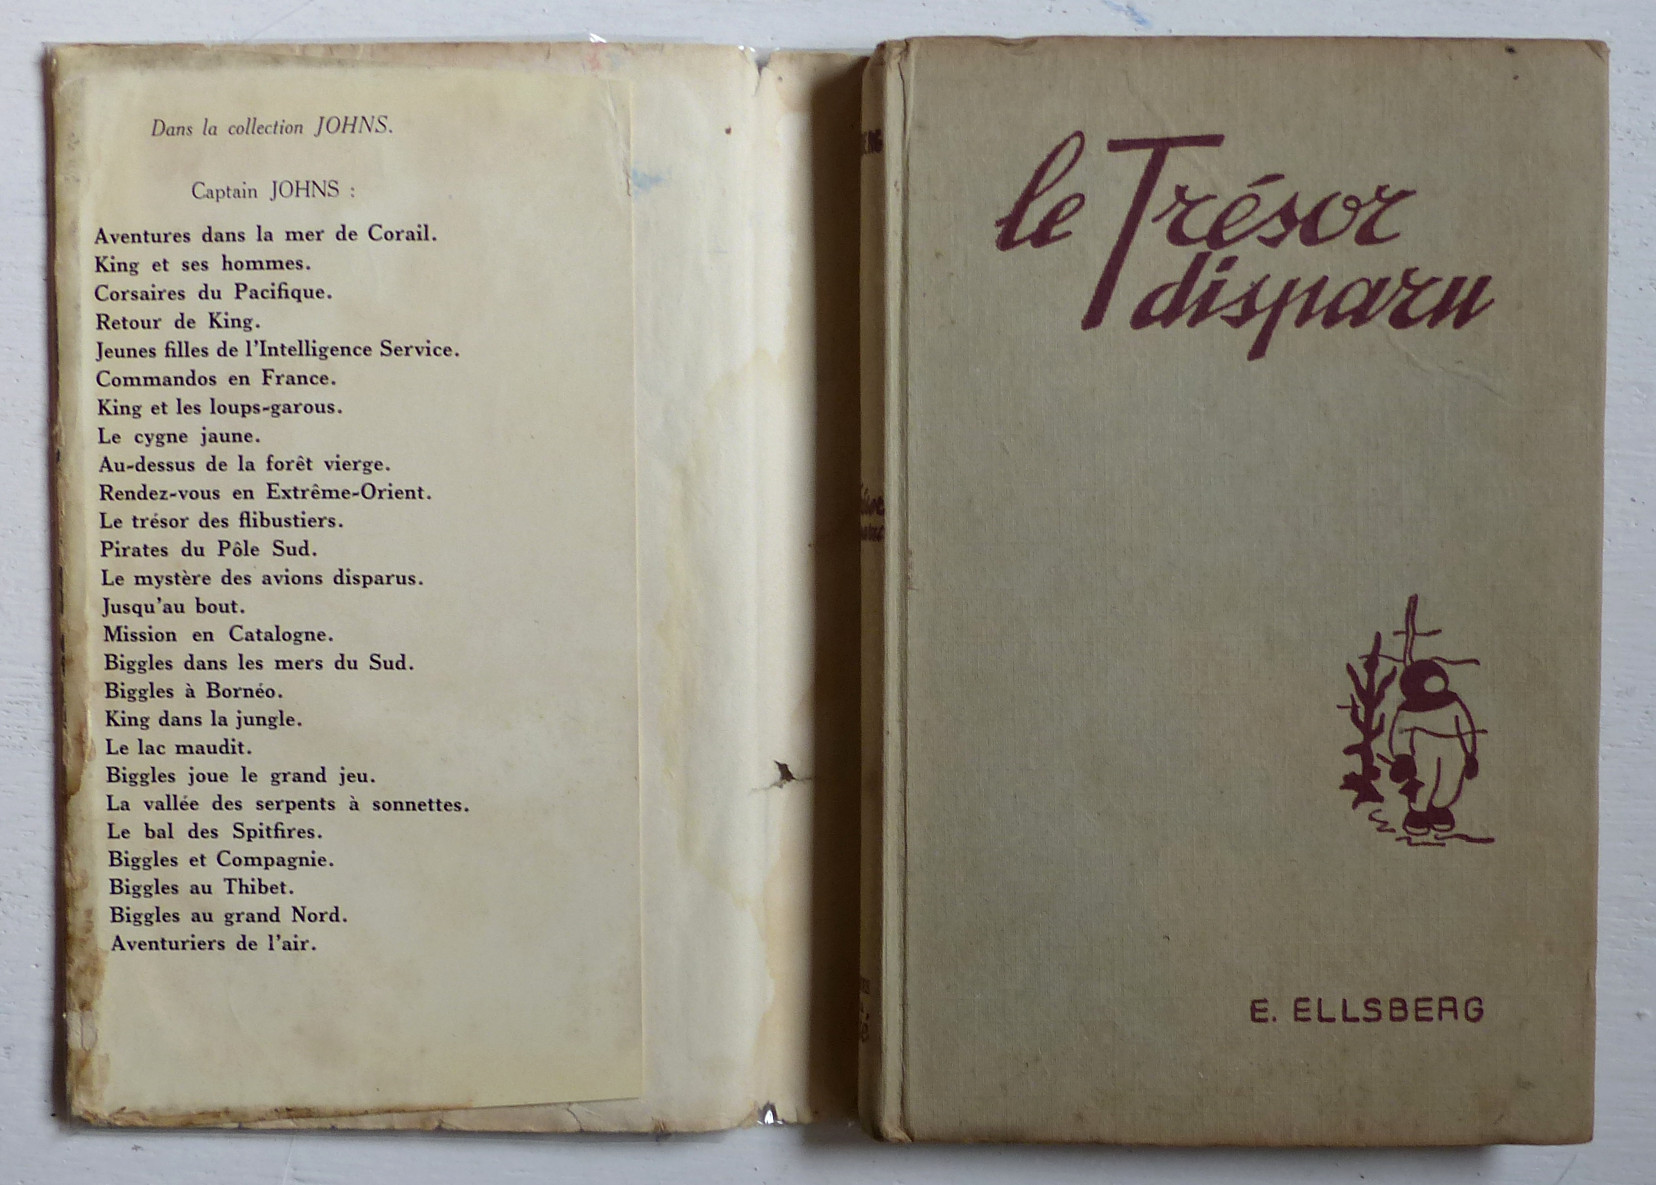 Dans la collection JOHNS.
Captain JOHNS :
Aventures dans la mer de Corail.
King et ses hommes.
Corsaires du Pacifique.
Retour de King.
Jeunes filles de l'Intelligence Service.
Commandos en France.
King et les loups-garous.
Le cygne jaune.
Au-dessus de la forêt vierge.
Rendez-vous en Extrême-Orient.
Le trésor des flibustiers.
Pirates du Pôle Sud.
Le mystère des avions disparus.
Jusqu'au bout.
Mission en Catalogne.
Biggles dans les mers du Sud.
Biggles à Bornéo.
King dans la jungle.
Le lac maudit.
Biggles joue le grand jeu.
La vallée des serpents à sonnettes.
Le bal des Spitfires.
Biggles et Compagnie.
Biggles au Thibet.
Biggles au grand Nord.
Aventuriers de l'air.
le Trésor
disparu
E. ELLSBERG